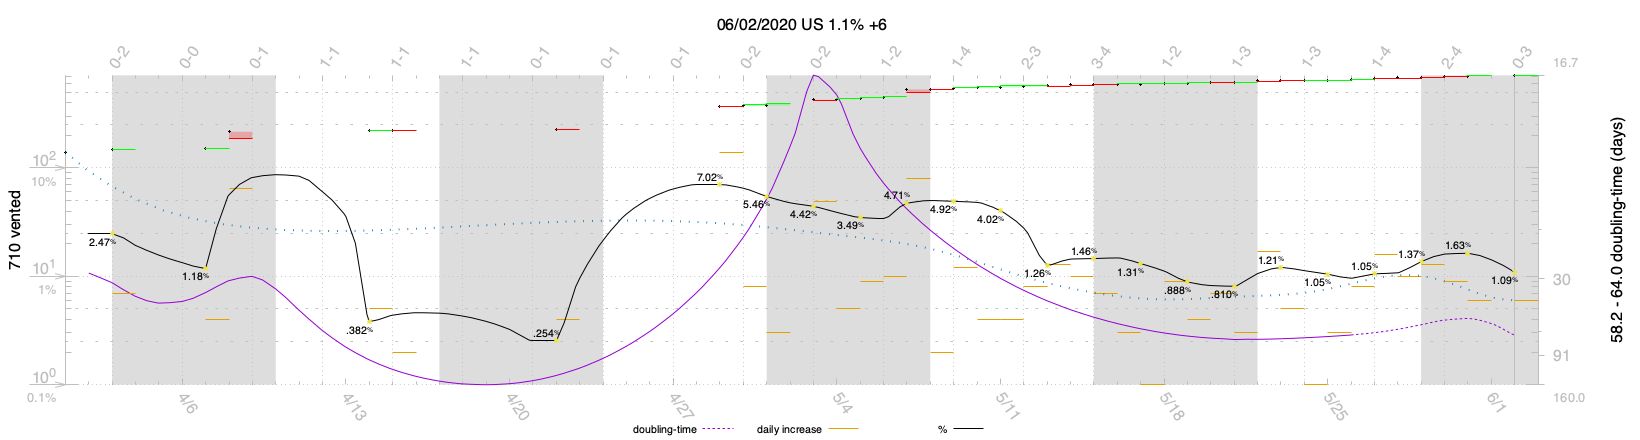 06/02/2020 US 1.1% +6
0-2 0-0 0-1 1-1 1-1 1-1 0-1 0-1 0-2 0-2 1-2 1-4 2-3 3-4 1-2 1-3 1-3 1-4 2-4 0-3
16.7
10² 10%
10¹ 1%
10⁰ 0.1%
30
91
160.0
710 vented
58.2 - 64.0 doubling-time (days)
2.47% 1.18% .382% .254% 7.02% 5.46% 4.42% 3.49% 4.71% 4.92% 4.02% 1.26% 1.46% 1.31% .888% .810% 1.21% 1.05% 1.05% 1.37% 1.63% 1.09%
4/6 4/13 4/20 4/27 5/4 5/11 5/18 5/25 6/1
doubling-time daily increase %